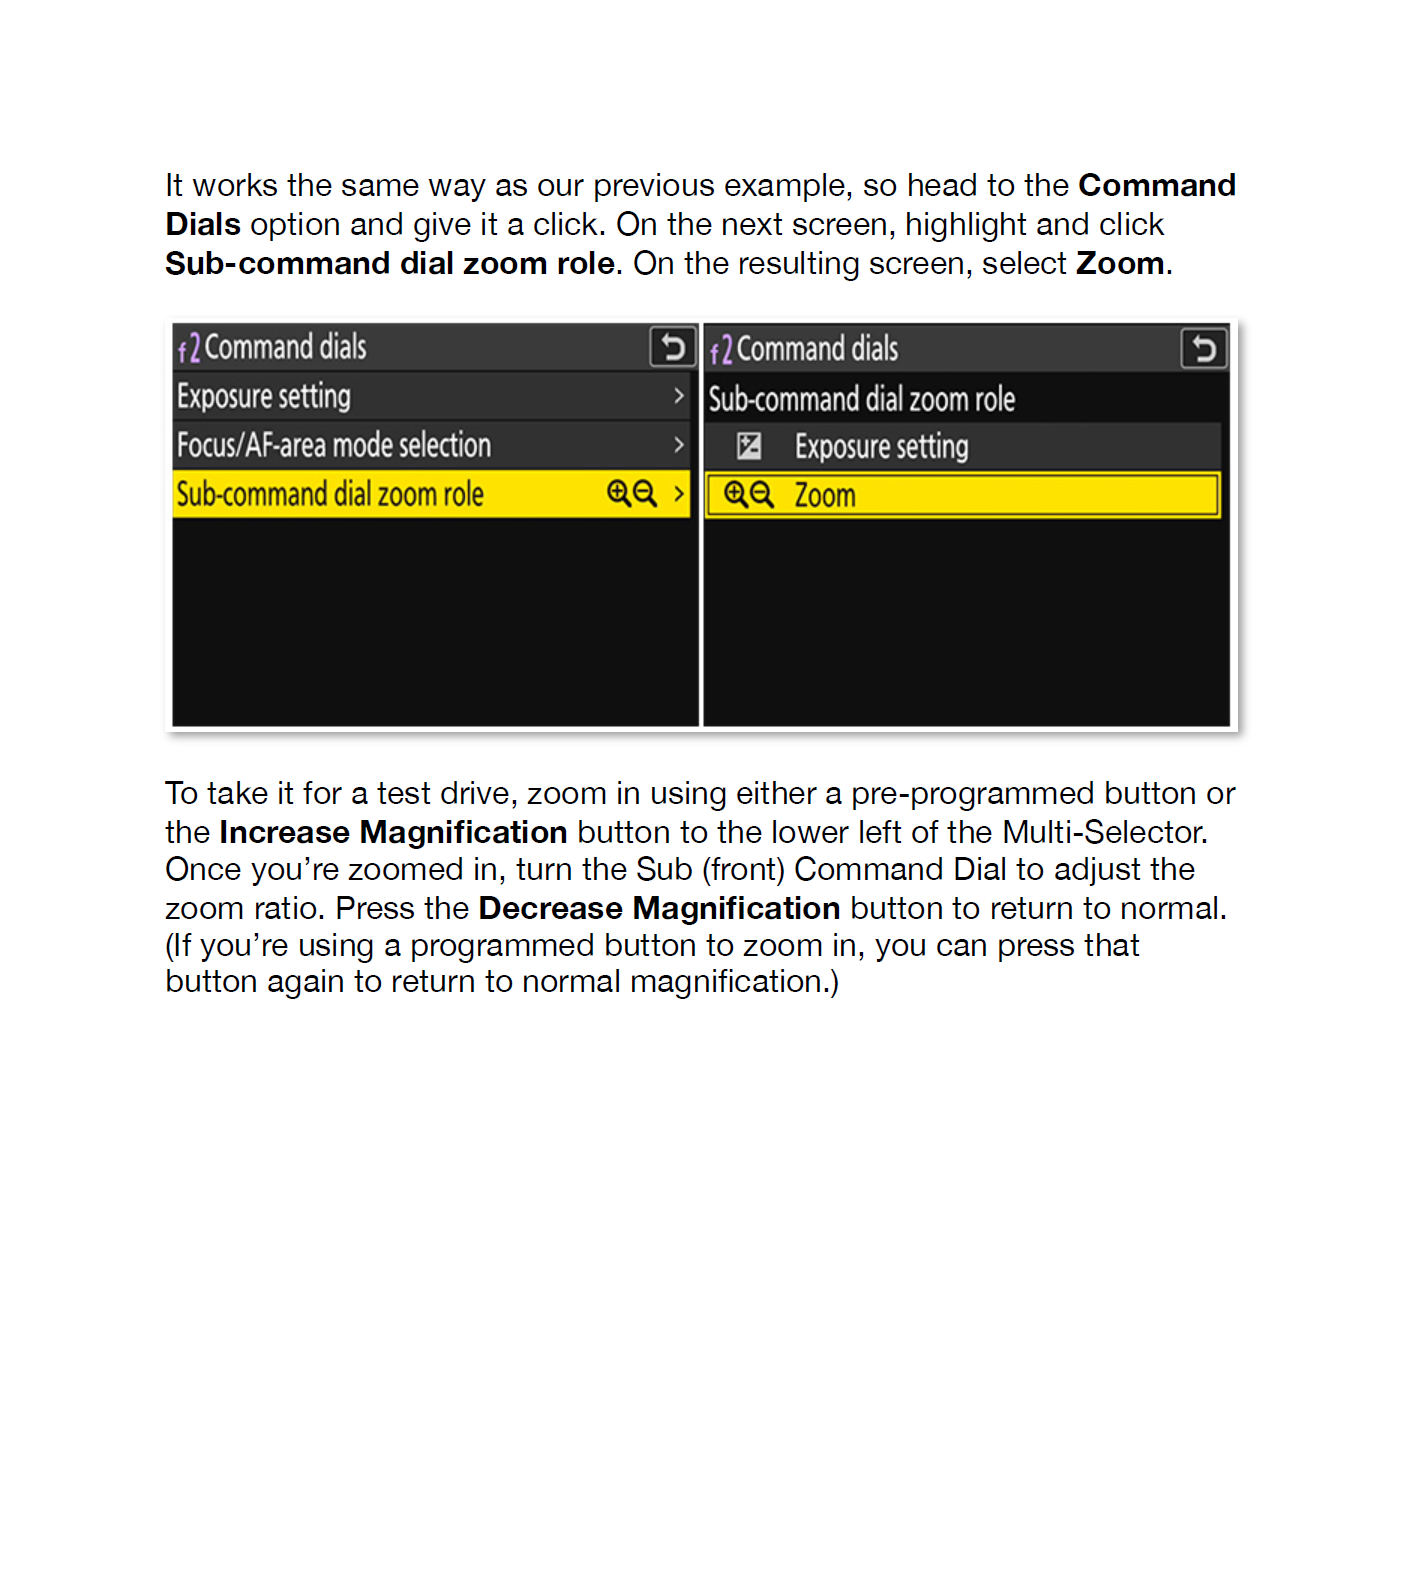 It works the same way as our previous example, so head to the Command
Dials option and give it a click. On the next screen, highlight and click
Sub-command dial zoom role. On the resulting screen, select Zoom.
f2 Command dials
Exposure setting
Focus/AF-area mode selection
Sub-command dial zoom role
f2 Command dials
Sub-command dial zoom role
Exposure setting
Zoom
To take it for a test drive, zoom in using either a pre-programmed button or
the Increase Magnification button to the lower left of the Multi-Selector.
Once you’re zoomed in, turn the Sub (front) Command Dial to adjust the
zoom ratio. Press the Decrease Magnification button to return to normal.
(If you’re using a programmed button to zoom in, you can press that
button again to return to normal magnification.)